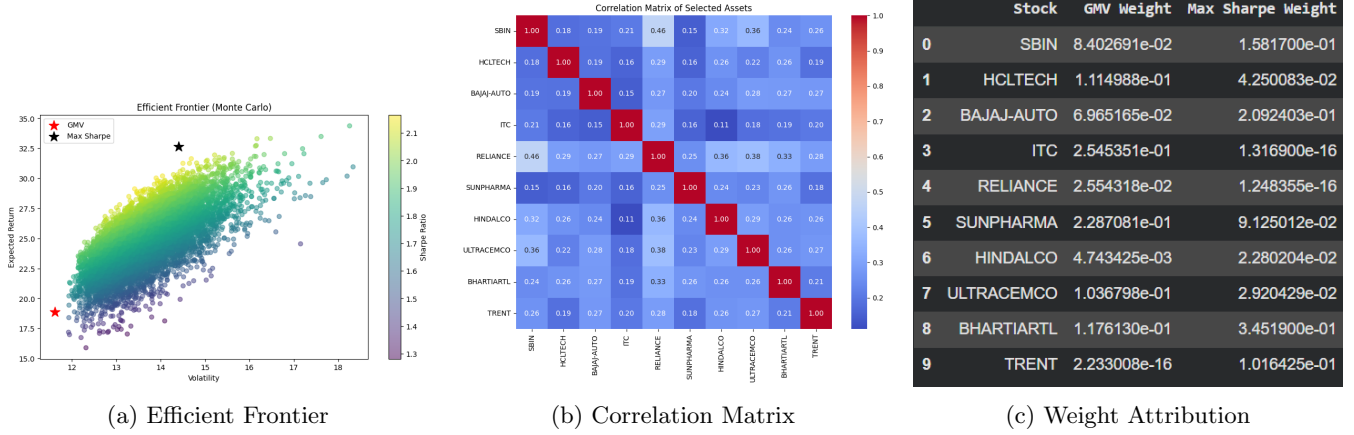 Efficient Frontier (Monte Carlo)
GMV
Max Sharpe
35.0
32.5
30.0
27.5
25.0
22.5
20.0
17.5
15.0
Expected Return
12 13 14 15 16 17 18
Volatility
2.1
2.0
1.9
1.8
1.7
1.6
1.5
1.4
1.3
Sharpe Ratio
(a) Efficient Frontier
Correlation Matrix of Selected Assets
SBIN 1.00 0.18 0.19 0.21 0.46 0.15 0.32 0.36 0.24 0.26
HCLTECH 0.18 1.00 0.19 0.16 0.29 0.16 0.26 0.22 0.26 0.19
BAJAJ-AUTO 0.19 0.19 1.00 0.15 0.27 0.20 0.24 0.28 0.27 0.27
ITC 0.21 0.16 0.15 1.00 0.29 0.16 0.11 0.18 0.19 0.20
RELIANCE 0.46 0.29 0.27 0.29 1.00 0.25 0.36 0.38 0.33 0.28
SUNPHARMA 0.15 0.16 0.20 0.16 0.25 1.00 0.24 0.23 0.26 0.18
HINDALCO 0.32 0.26 0.24 0.11 0.36 0.24 1.00 0.29 0.26 0.26
ULTRACEMCO 0.36 0.22 0.28 0.18 0.38 0.23 0.29 1.00 0.26 0.27
BHARTIARTL 0.24 0.26 0.27 0.19 0.33 0.26 0.26 0.26 1.00 0.21
TRENT 0.26 0.19 0.27 0.20 0.28 0.18 0.26 0.27 0.21 1.00
SBIN HCLTECH BAJAJ-AUTO ITC RELIANCE SUNPHARMA HINDALCO ULTRACEMCO BHARTIARTL TRENT
1.0
0.9
0.8
0.7
0.6
0.5
0.4
0.3
0.2
(b) Correlation Matrix
Stock GMV Weight Max Sharpe Weight
0 SBIN 8.402691e-02 1.581700e-01
1 HCLTECH 1.114988e-01 4.250083e-02
2 BAJAJ-AUTO 6.965165e-02 2.092403e-01
3 ITC 2.545351e-01 1.316900e-16
4 RELIANCE 2.554318e-02 1.248355e-16
5 SUNPHARMA 2.287081e-01 9.125012e-02
6 HINDALCO 4.743425e-03 2.280204e-02
7 ULTRACEMCO 1.036798e-01 2.920429e-02
8 BHARTIARTL 1.176130e-01 3.451900e-01
9 TRENT 2.233008e-16 1.016425e-01
(c) Weight Attribution